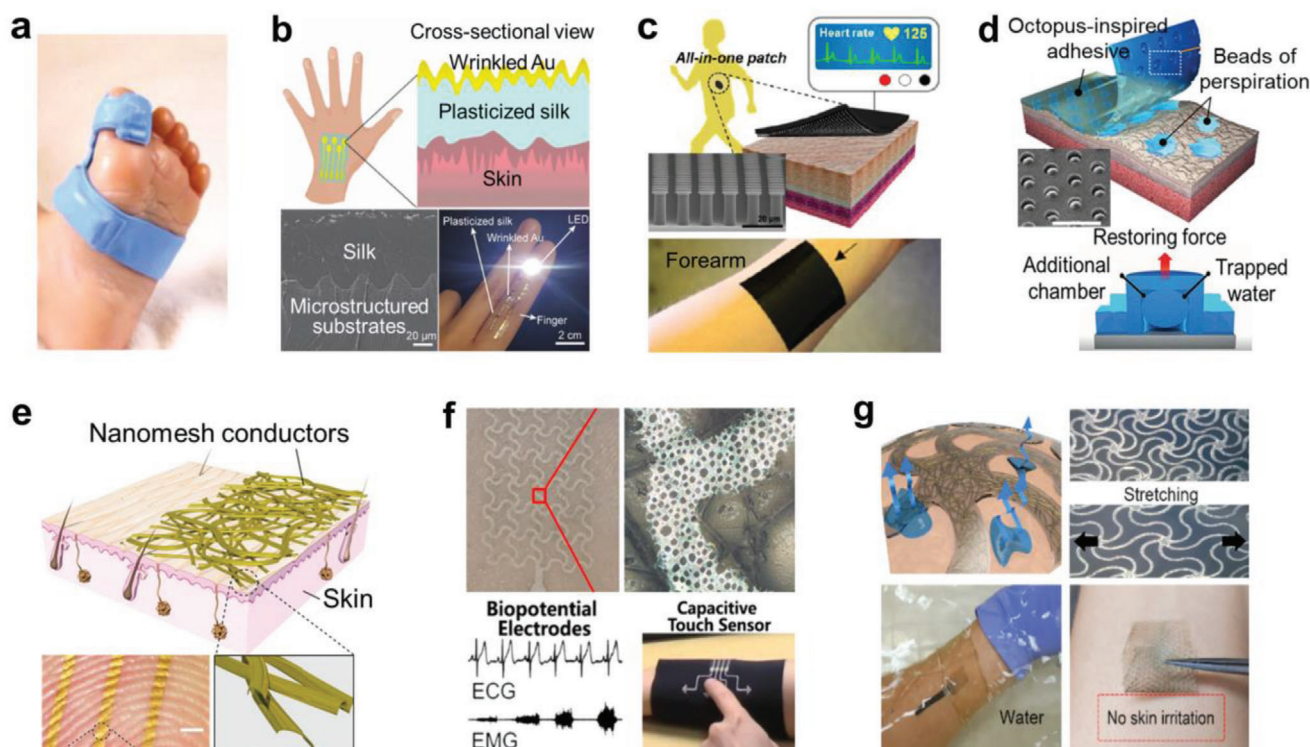 a
b
Cross-sectional view
Wrinkled Au
Plasticized silk
Skin
Silk
Microstructured
substrates
20 µm
Plasticized silk
Wrinkled Au
LED
Finger
2 cm
c
All-in-one patch
Heart rate
125
20 µm
Forearm
d
Octopus-inspired
adhesive
Beads of
perspiration
Restoring force
Additional
chamber
Trapped
water
e
Nanomesh conductors
Skin
f
Biopotential
Electrodes
ECG
EMG
Capacitive
Touch Sensor
g
Stretching
Water
No skin irritation